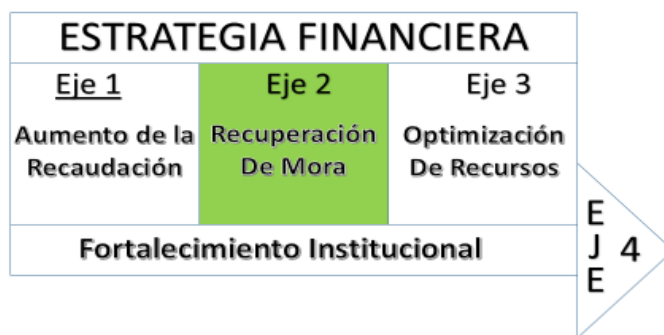 ESTRATEGIA FINANCIERA
Eje 1
Aumento de la
Recaudación
Eje 2
Recuperación
De Mora
Eje 3
Optimización
De Recursos
Fortalecimiento Institucional
EJE 4